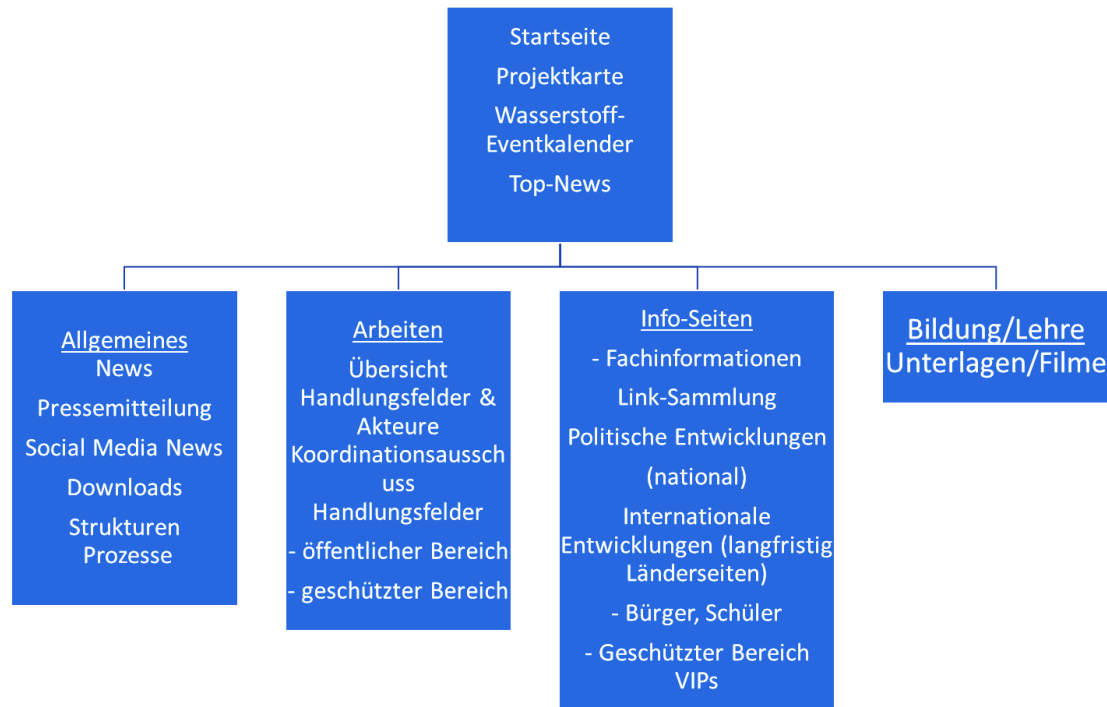 Startseite
Projektkarte
Wasserstoff-
Eventkalender
Top-News
Allgemeines
News
Pressemitteilung
Social Media News
Downloads
Strukturen
Prozesse
Arbeiten
Übersicht
Handlungsfelder &
Akteure
Koordinationsaussch
uss
Handlungsfelder
- öffentlicher Bereich
- geschützter Bereich
Info-Seiten
- Fachinformationen
Link-Sammlung
Politische Entwicklungen
(national)
Internationale
Entwicklungen (langfristig
Länderseiten)
- Bürger, Schüler
- Geschützter Bereich
VIPs
Bildung/Lehre
Unterlagen/Filme